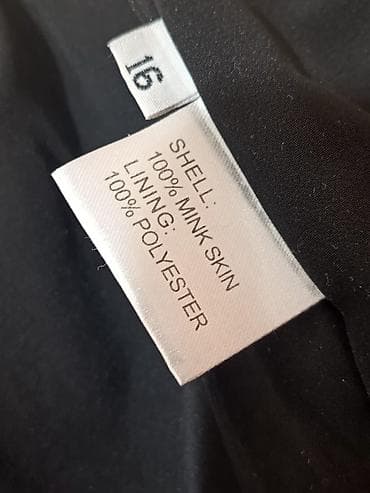 16
SHELL:
100% MINK SKIN
LINING:
100% POLYESTER